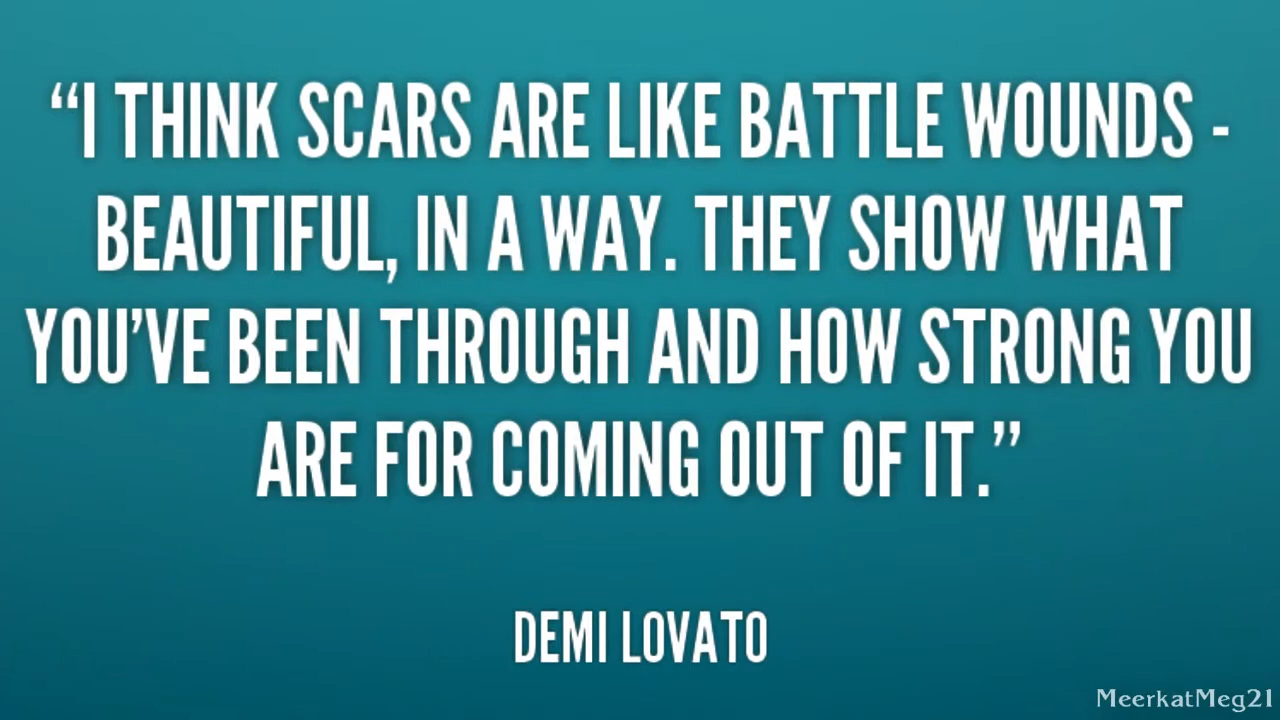 “I THINK SCARS ARE LIKE BATTLE WOUNDS -
BEAUTIFUL, IN A WAY. THEY SHOW WHAT
YOU’VE BEEN THROUGH AND HOW STRONG YOU
ARE FOR COMING OUT OF IT.”
DEMI LOVATO
MeerkatMeg21